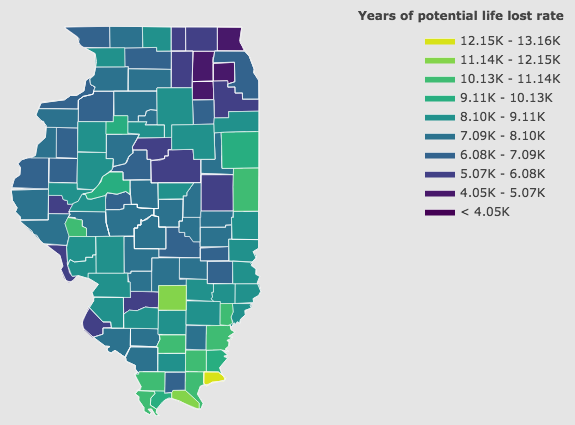 Years of potential life lost rate
12.15K - 13.16K
11.14K - 12.15K
10.13K - 11.14K
9.11K - 10.13K
8.10K - 9.11K
7.09K - 8.10K
6.08K - 7.09K
5.07K - 6.08K
4.05K - 5.07K
< 4.05K